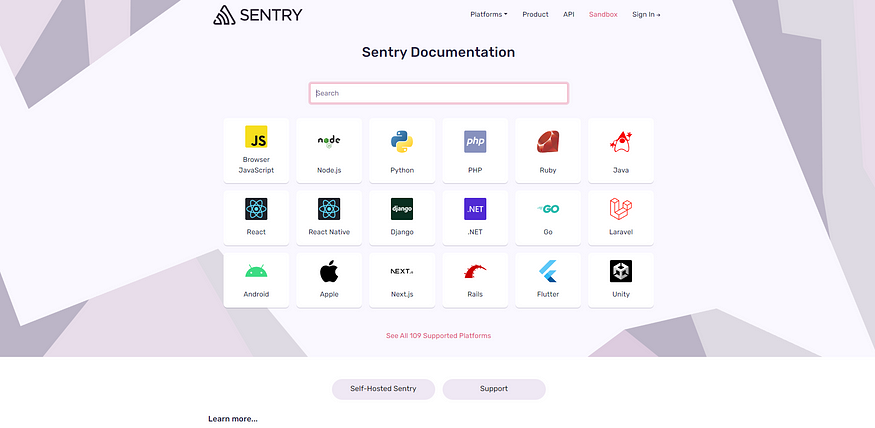 SENTRY
Platforms Product API Sandbox Sign In
Sentry Documentation
Search
JS node php
Browser JavaScript
Node.js
Python
PHP
Ruby
Java
django .NET GO
React
React Native
Django
.NET
Go
Laravel
NEXT.js
Android
Apple
Next.js
Rails
Flutter
Unity
See All 109 Supported Platforms
Self-Hosted Sentry Support
Learn more...